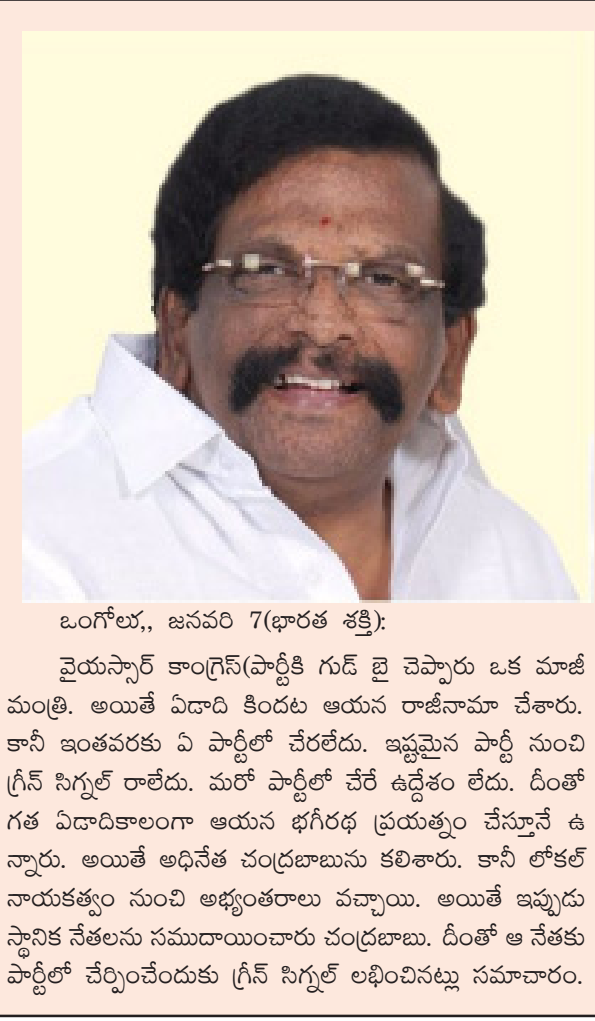 ఒంగోలు,, జనవరి 7(భారత శక్తి):
వైయస్సార్ కాంగ్రెస్(పార్టీకి గుడ్ బై చెప్పారు ఒక మాజీ
మంత్రి. అయితే ఏడాది కిందట ఆయన రాజీనామా చేశారు.
కానీ ఇంతవరకు ఏ పార్టీలో చేరలేదు. ఇష్టమైన పార్టీ నుంచి
గ్రీన్ సిగ్నల్ రాలేదు. మరో పార్టీలో చేరే ఉద్దేశం లేదు. దీంతో
గత ఏడాదికాలంగా ఆయన భగీరథ ప్రయత్నం చేస్తూనే ఉ
న్నారు. అయితే అధినేత చంద్రబాబును కలిశారు. కానీ లోకల్
నాయకత్వం నుంచి అభ్యంతరాలు వచ్చాయి. అయితే ఇప్పుడు
స్థానిక నేతలను సముదాయించారు చంద్రబాబు. దీంతో ఆ నేతకు
పార్టీలో చేర్పించేందుకు గ్రీన్ సిగ్నల్ లభించినట్లు సమాచారం.